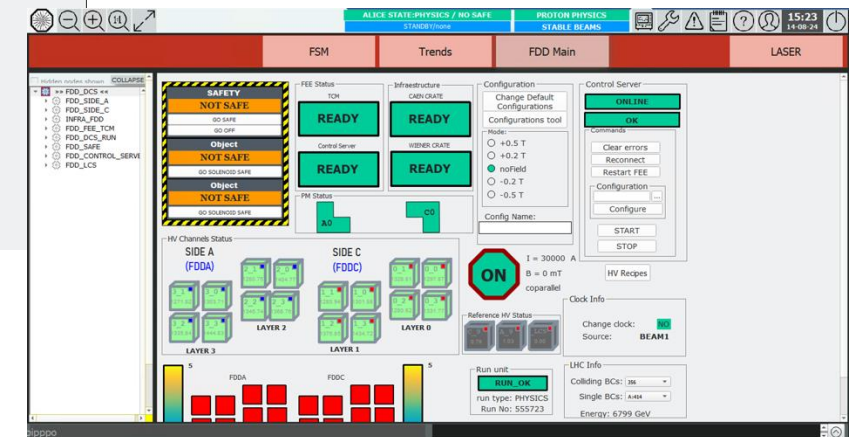 ALICE STATE:PHYSICS / NO SAFE
PROTON PHYSICS
STANDBY/none
STABLE BEAMS
15:23
14-08-24
FSM
Trends
FDD Main
LASER
Hidden nodes shown
COLLAPSE
>> FDD_DCS <<
FDD_SIDE_A
FDD_SIDE_C
INFRA_FDD
FDD_FEE_TCM
FDD_DCS_RUN
FDD_SAFE
FDD_CONTROL_SERVE
FDD_LCS
SAFETY
NOT SAFE
GO SAFE
GO OFF
Object
NOT SAFE
GO SOLENOID SAFE
Object
NOT SAFE
GO SOLENOID SAFE
FEE Status
TCM
READY
Control Server
READY
Infraestructure
CAEN CRATE
READY
WIENER CRATE
READY
PM Status
A0
C0
Configuration
Change Default
Configurations
Configurations tool
Mode:
+0.5 T
+0.2 T
noField
-0.2 T
-0.5 T
Config Name:
Control Server
ONLINE
OK
Commands
Clear errors
Reconnect
Restart FEE
Configuration
...
Configure
START
STOP
HV Channels Status
SIDE A
(FDDA)
SIDE C
(FDDC)
LAYER 3
LAYER 2
LAYER 1
LAYER 0
ON
I = 30000 A
B = 0 mT
coparallel
HV Recipes
Reference HV Status
Clock Info
Change clock: NO
Source: BEAM1
5
FDDA
FDDC
5
Run unit
RUN_OK
run type: PHYSICS
Run No: 555723
LHC Info
Colliding BCs: 356
Single BCs: A:414
Energy: 6799 GeV
pipppo